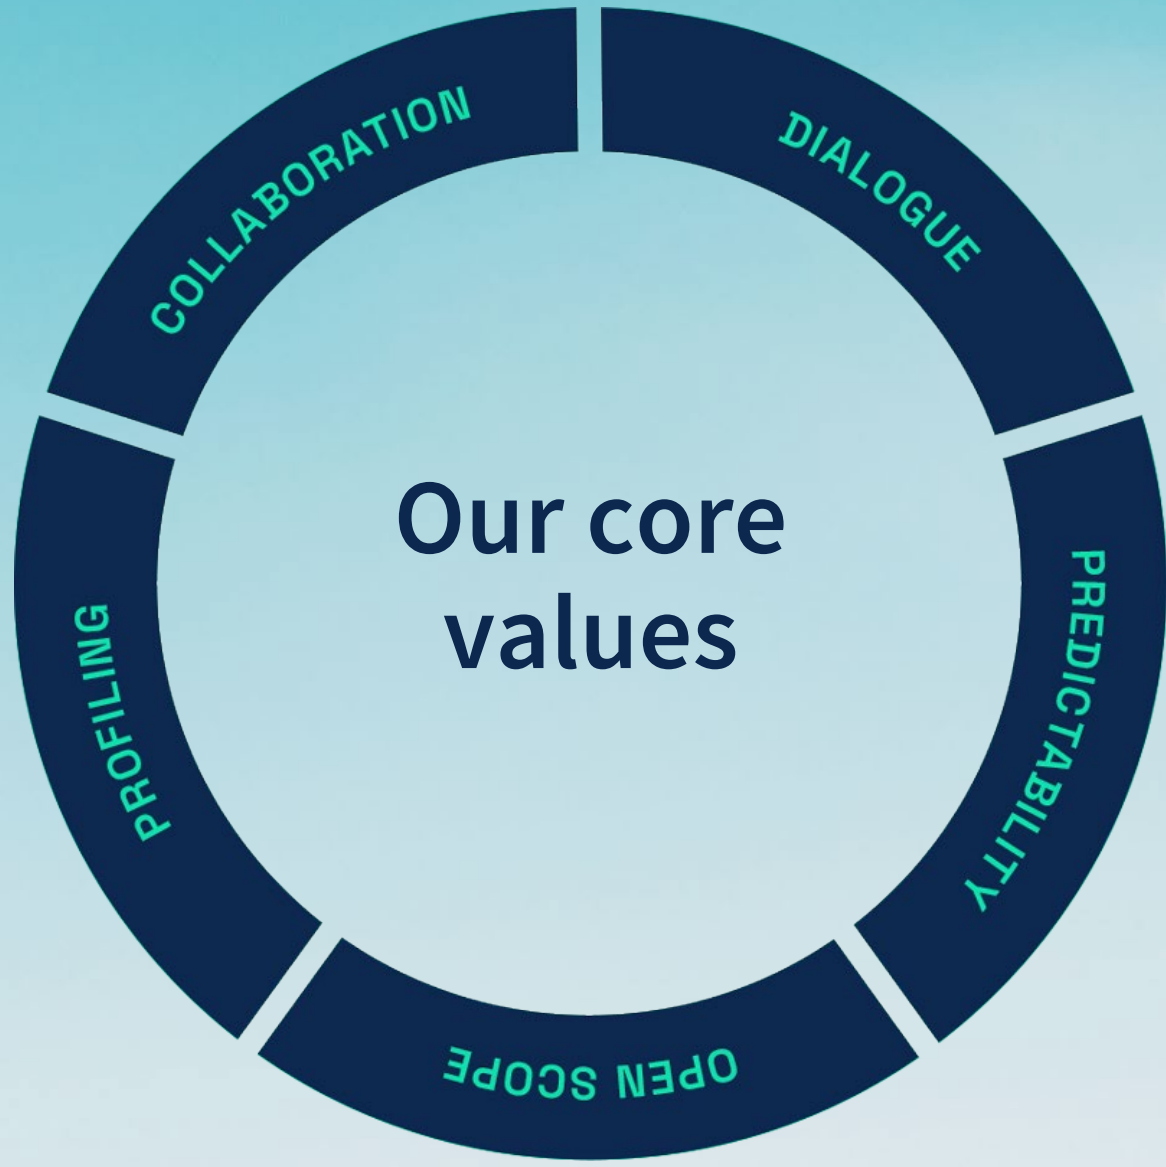 COLLABORATION
DIALOGUE
PREDICTABILITY
OPEN SCOPE
PROFILING
Our core
values